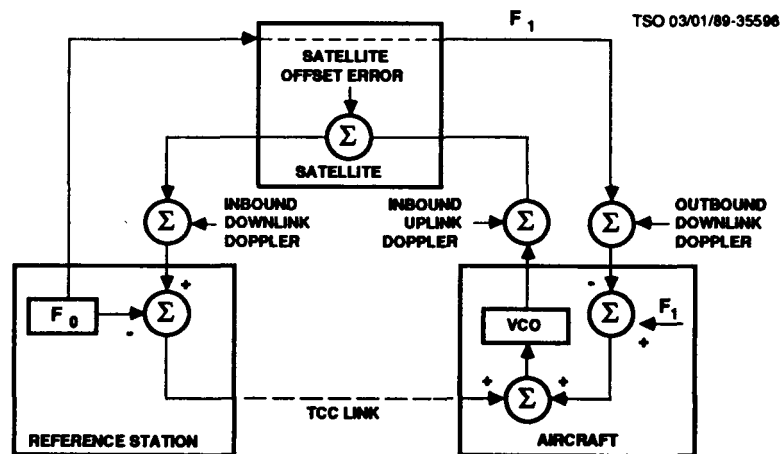 TSO 03/01/89-35596
F 1
SATELLITE
OFFSET ERROR
Σ
SATELLITE
INBOUND
DOWNLINK
DOPPLER
Σ
INBOUND
UPLINK
DOPPLER
Σ
Σ
OUTBOUND
DOWNLINK
DOPPLER
F 0
+
-
Σ
VCO
-
Σ
F 1
+
TCC LINK
+
Σ
+
REFERENCE STATION
AIRCRAFT